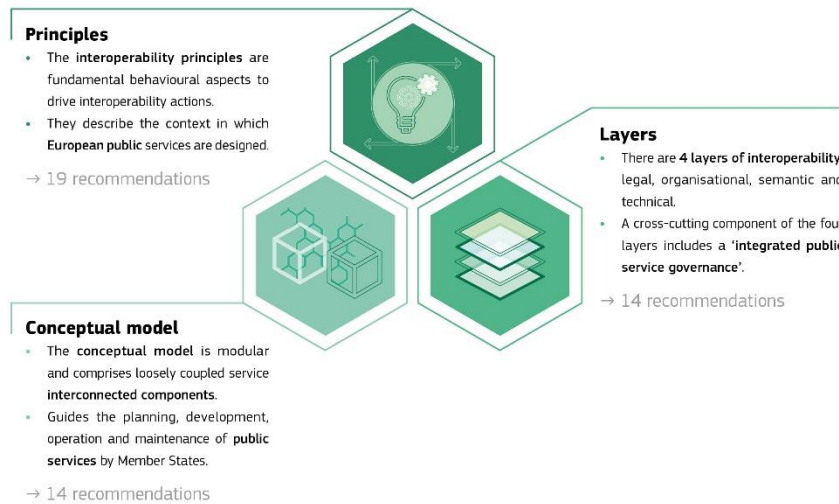 Principles
• The interoperability principles are
fundamental behavioural aspects to
drive interoperability actions.
• They describe the context in which
European public services are designed.
→ 19 recommendations
Layers
• There are 4 layers of interoperability
legal, organisational, semantic and
technical.
• A cross-cutting component of the fou
layers includes a ‘integrated public
service governance’.
→ 14 recommendations
Conceptual model
• The conceptual model is modular
and comprises loosely coupled service
interconnected components.
• Guides the planning, development,
operation and maintenance of public
services by Member States.
→ 14 recommendations